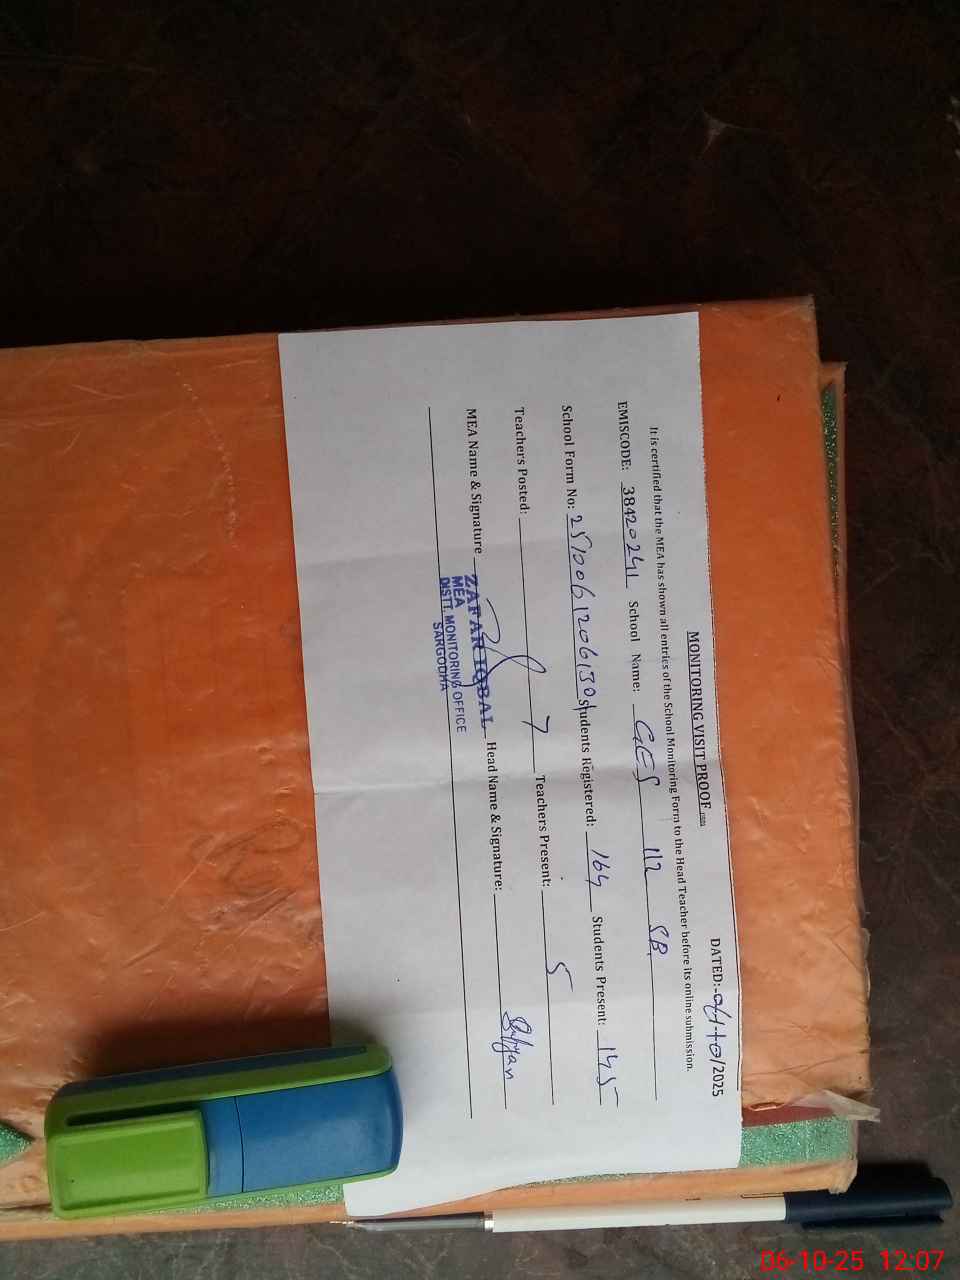 MONITORING VISIT PROOF
DATED:-06-10/2025
It is certified that the MEA has shown all entries of the School Monitoring Form to the Head Teacher before its online submission.
EMISCODE: 38420241 School Name: GES 112 SB
School Form No: Students Registered: 164 Students Present: 145
Teachers Posted: 7 Teachers Present: 5
MEA Name & Signature ZAFAR IQBAL Head Name & Signature:
MEA
DISTT. MONITORING OFFICE
SARGODHA
06-10-25 12:07